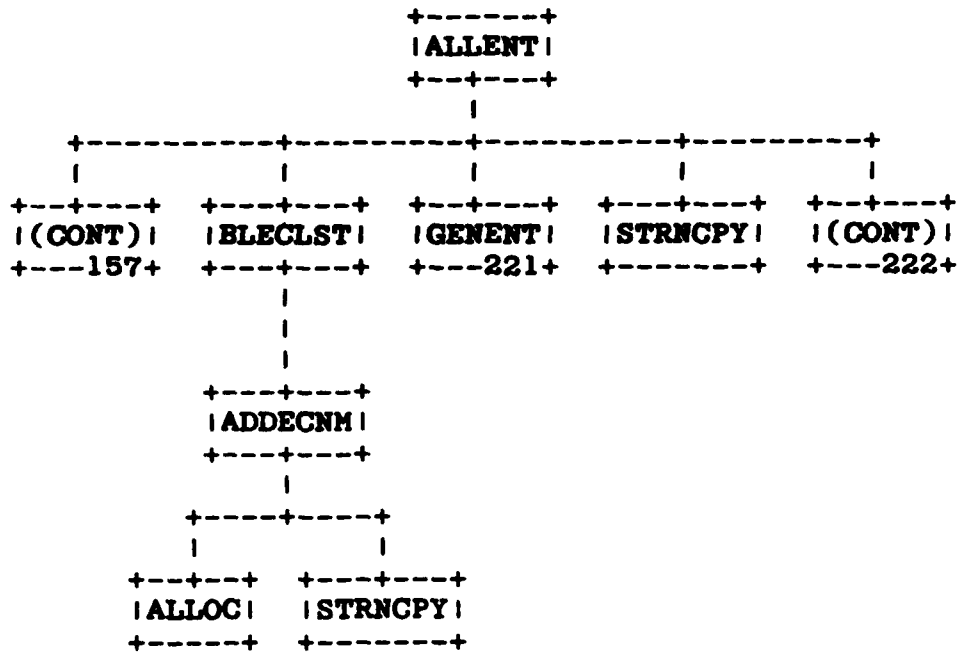 +-------+
|ALLENT|
+--+---+
|
+----------+---------+----------+---------+
| | | | |
+--+---+ +---+---+ +--+---+ +---+---+ +--+---+
|(CONT)| |BLECLST| |GENENT| |STRNCPY| |(CONT)|
+---157+ +---+---+ +---221+ +-------+ +---222+
|
|
|
+---+---+
|ADDECNM|
+---+---+
|
+----+----+
| |
+--+--+ +---+---+
|ALLOC| |STRNCPY|
+-----+ +-------+